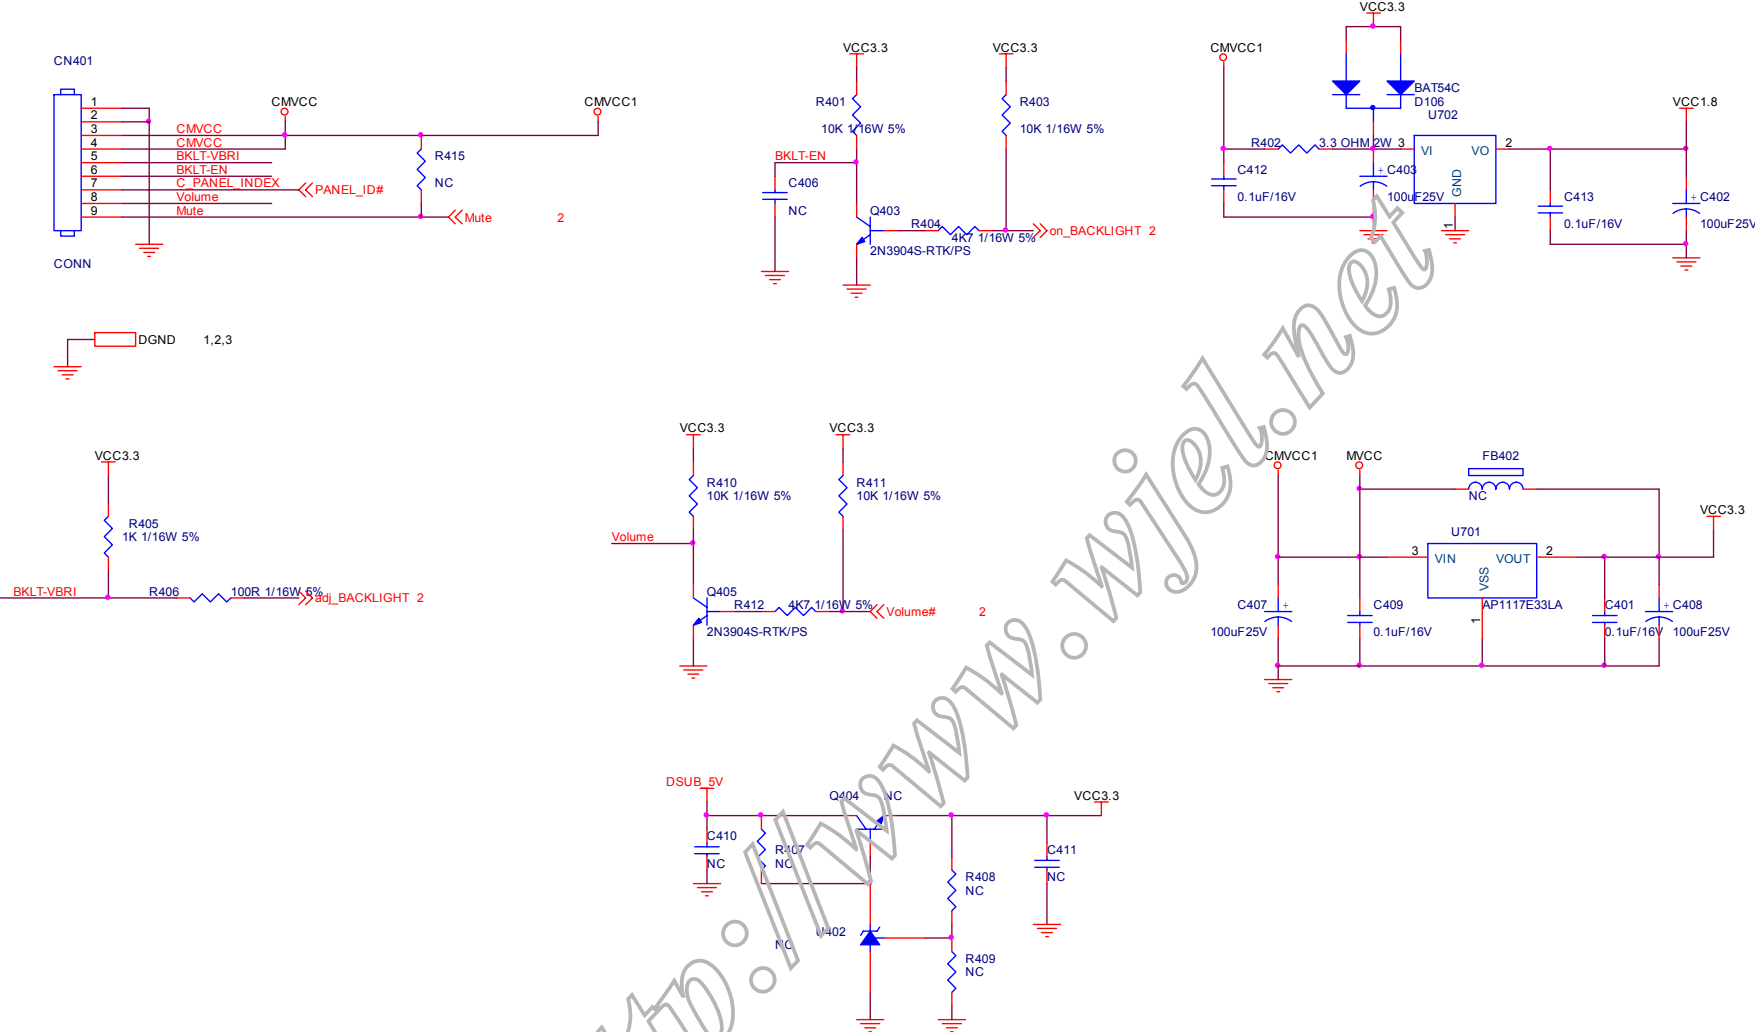 CN401
1
2
3
4
5
6
7
8
9
CMVCC
CMVCC
BKLT-VBRI
BKLT-EN
C_PANEL_INDEX
Volume
Mute
CONN
CMVCC
CMVCC1
R415
NC
PANEL_ID#
Mute 2
DGND 1,2,3
VCC3.3
VCC3.3
R401
10K 1/16W 5%
R403
10K 1/16W 5%
BKLT-EN
C406
NC
Q403
2N3904S-RTK/PS
R404
4K7 1/16W 5%
on_BACKLIGHT 2
VCC3.3
CMVCC1
BAT54C
D106
U702
VCC1.8
R402
3.3 OHM 2W
3 VI VO 2
GND
1
C412
0.1uF/16V
+ C403
100uF25V
C413
0.1uF/16V
+ C402
100uF25V
VCC3.3
R405
1K 1/16W 5%
BKLT-VBRI
R406
100R 1/16W 5%
adj_BACKLIGHT 2
VCC3.3
VCC3.3
R410
10K 1/16W 5%
R411
10K 1/16W 5%
Volume
Q405
2N3904S-RTK/PS
R412
4K7 1/16W 5%
Volume# 2
CMVCC1
MVCC
FB402
NC
VCC3.3
U701
3 VIN VOUT 2
VSS
1
AP1117E33LA
C407 +
100uF25V
C409
0.1uF/16V
C401
0.1uF/16V
+ C408
100uF25V
DSUB_5V
Q404 NC
VCC3.3
C410
NC
R407
NC
R408
NC
C411
NC
U402
NC
R409
NC
tp://www.wjel.net